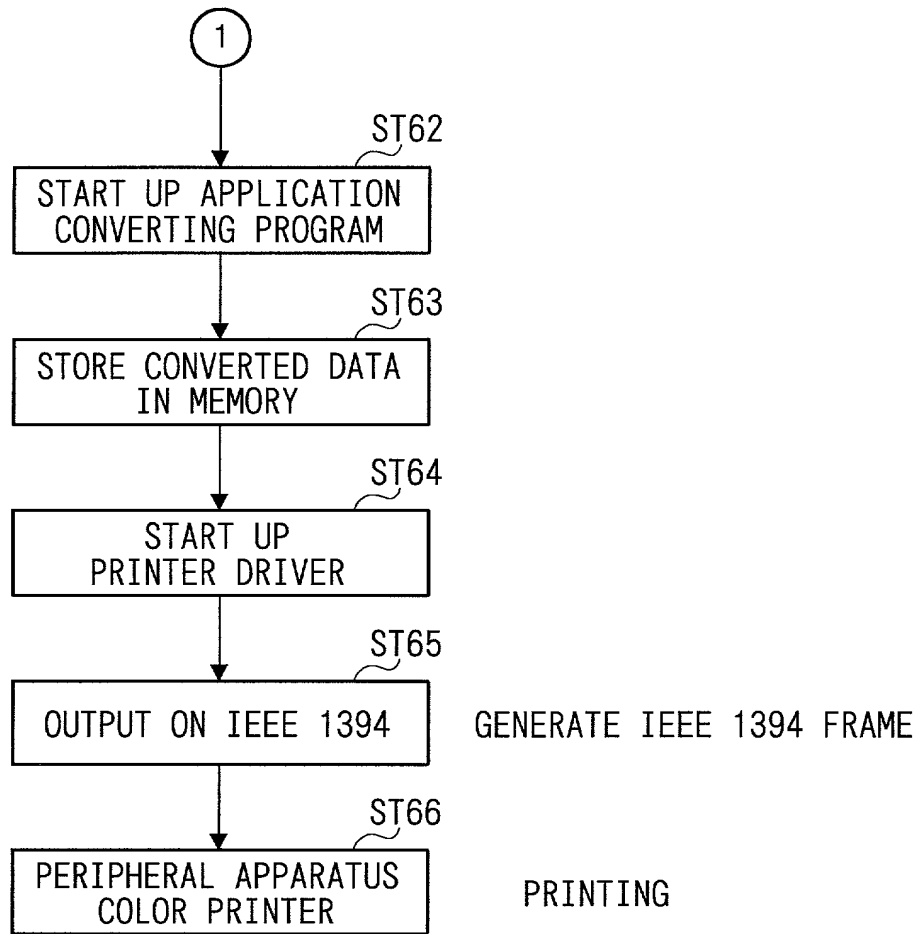 1
ST62
START UP APPLICATION
CONVERTING PROGRAM
ST63
STORE CONVERTED DATA
IN MEMORY
ST64
START UP
PRINTER DRIVER
ST65
OUTPUT ON IEEE 1394
GENERATE IEEE 1394 FRAME
ST66
PERIPHERAL APPARATUS
COLOR PRINTER
PRINTING